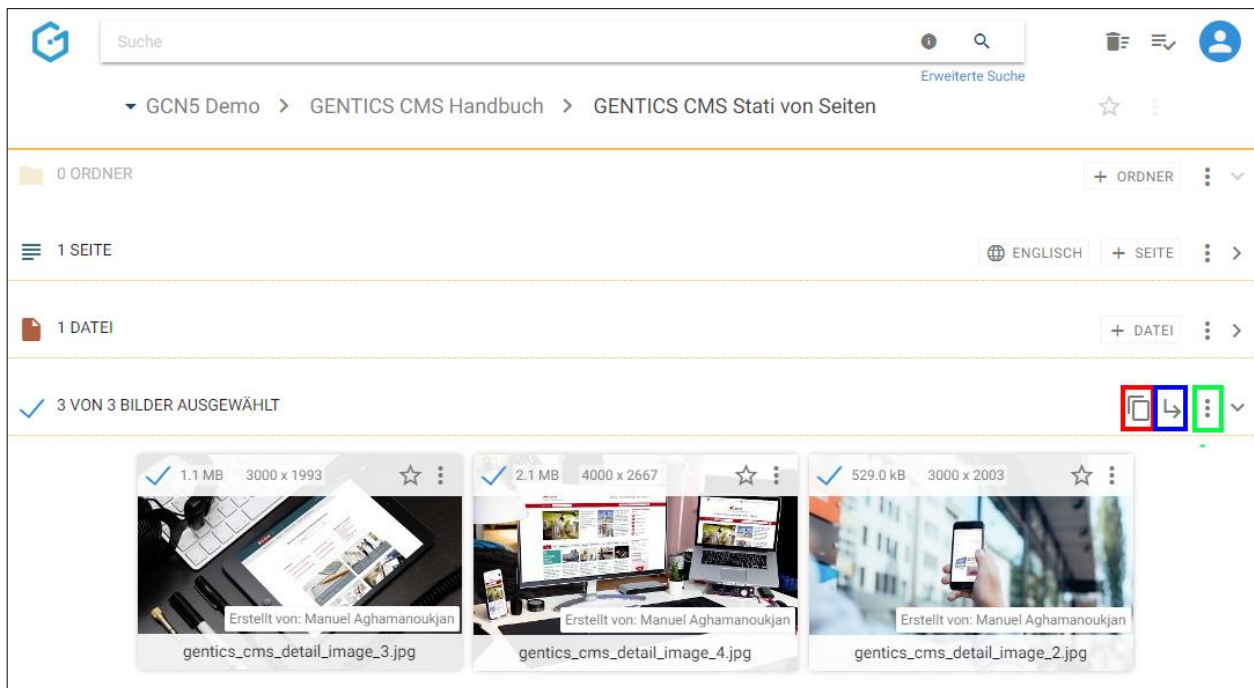 Suche
Erweiterte Suche
GCN5 Demo > GENTICS CMS Handbuch > GENTICS CMS Stati von Seiten
0 ORDNER
+ ORDNER
1 SEITE
ENGLISCH
+ SEITE
1 DATEI
+ DATEI
3 VON 3 BILDER AUSGEWÄHLT
1.1 MB 3000 x 1993
2.1 MB 4000 x 2667
529.0 kB 3000 x 2003
Erstellt von: Manuel Aghamanoukjan
Erstellt von: Manuel Aghamanoukjan
Erstellt von: Manuel Aghamanoukjan
gentics_cms_detail_image_3.jpg
gentics_cms_detail_image_4.jpg
gentics_cms_detail_image_2.jpg